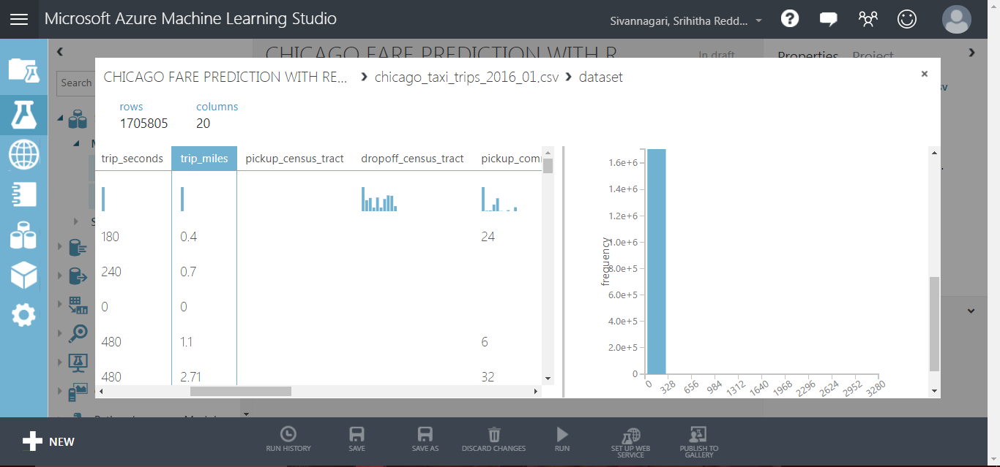 Microsoft Azure Machine Learning Studio
Sivannagari, Srihitha Redd...
CHICAGO FARE PREDICTION WITH R
In draft
Properties Project
Search
CHICAGO FARE PREDICTION WITH RE... > chicago_taxi_trips_2016_01.csv > dataset
rows columns
1705805 20
trip_seconds trip_miles pickup_census_tract dropoff_census_tract pickup_com
180 0.4 24
240 0.7
0 0
480 1.1 6
480 2.71 32
frequency
1.6e+6
1.4e+6
1.2e+6
1.0e+6
8.0e+5
6.0e+5
4.0e+5
2.0e+5
0
0 328 656 984 1312 1640 1968 2296 2624 2952 3280
NEW
RUN HISTORY
SAVE
SAVE AS
DISCARD CHANGES
RUN
SET UP WEB
SERVICE
PUBLISH TO
GALLERY